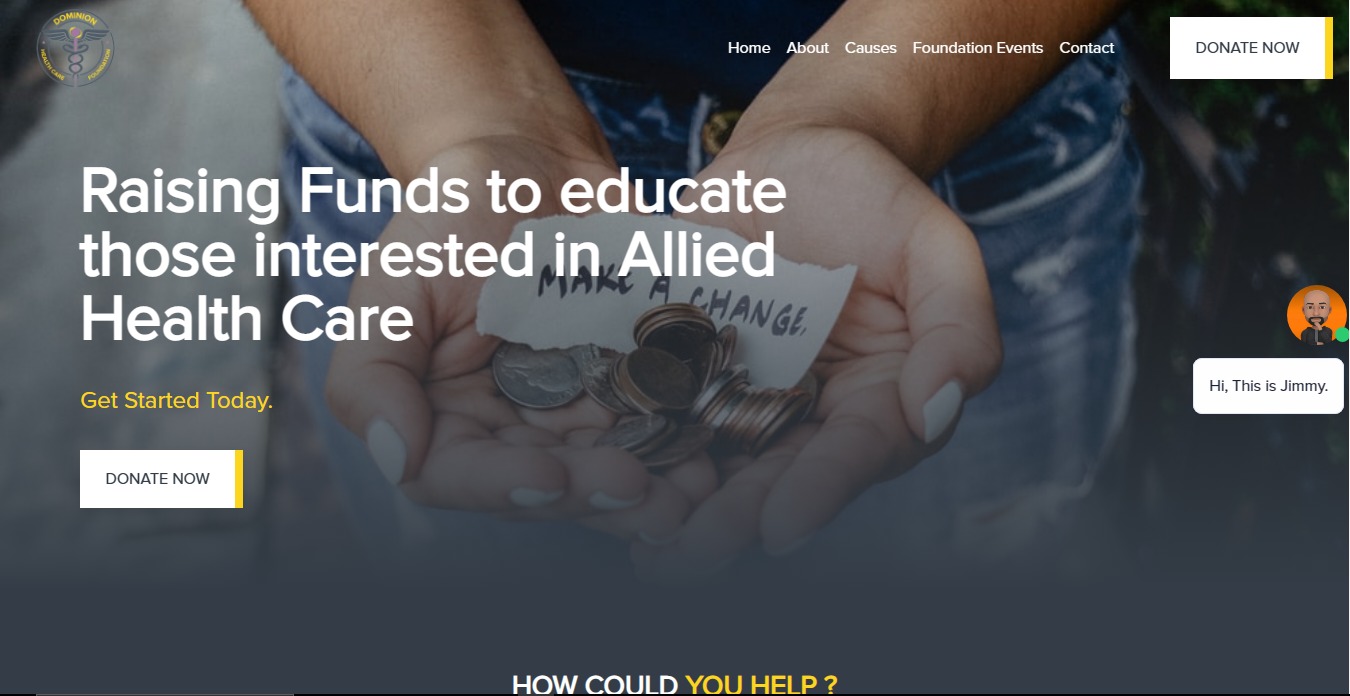 DOMINION
HEALTH CARE
FOUNDATION
Home About Causes Foundation Events Contact
DONATE NOW
Raising Funds to educate
those interested in Allied
Health Care
MAKE A CHANGE,
Get Started Today.
DONATE NOW
Hi, This is Jimmy.
HOW COULD YOU HELP ?